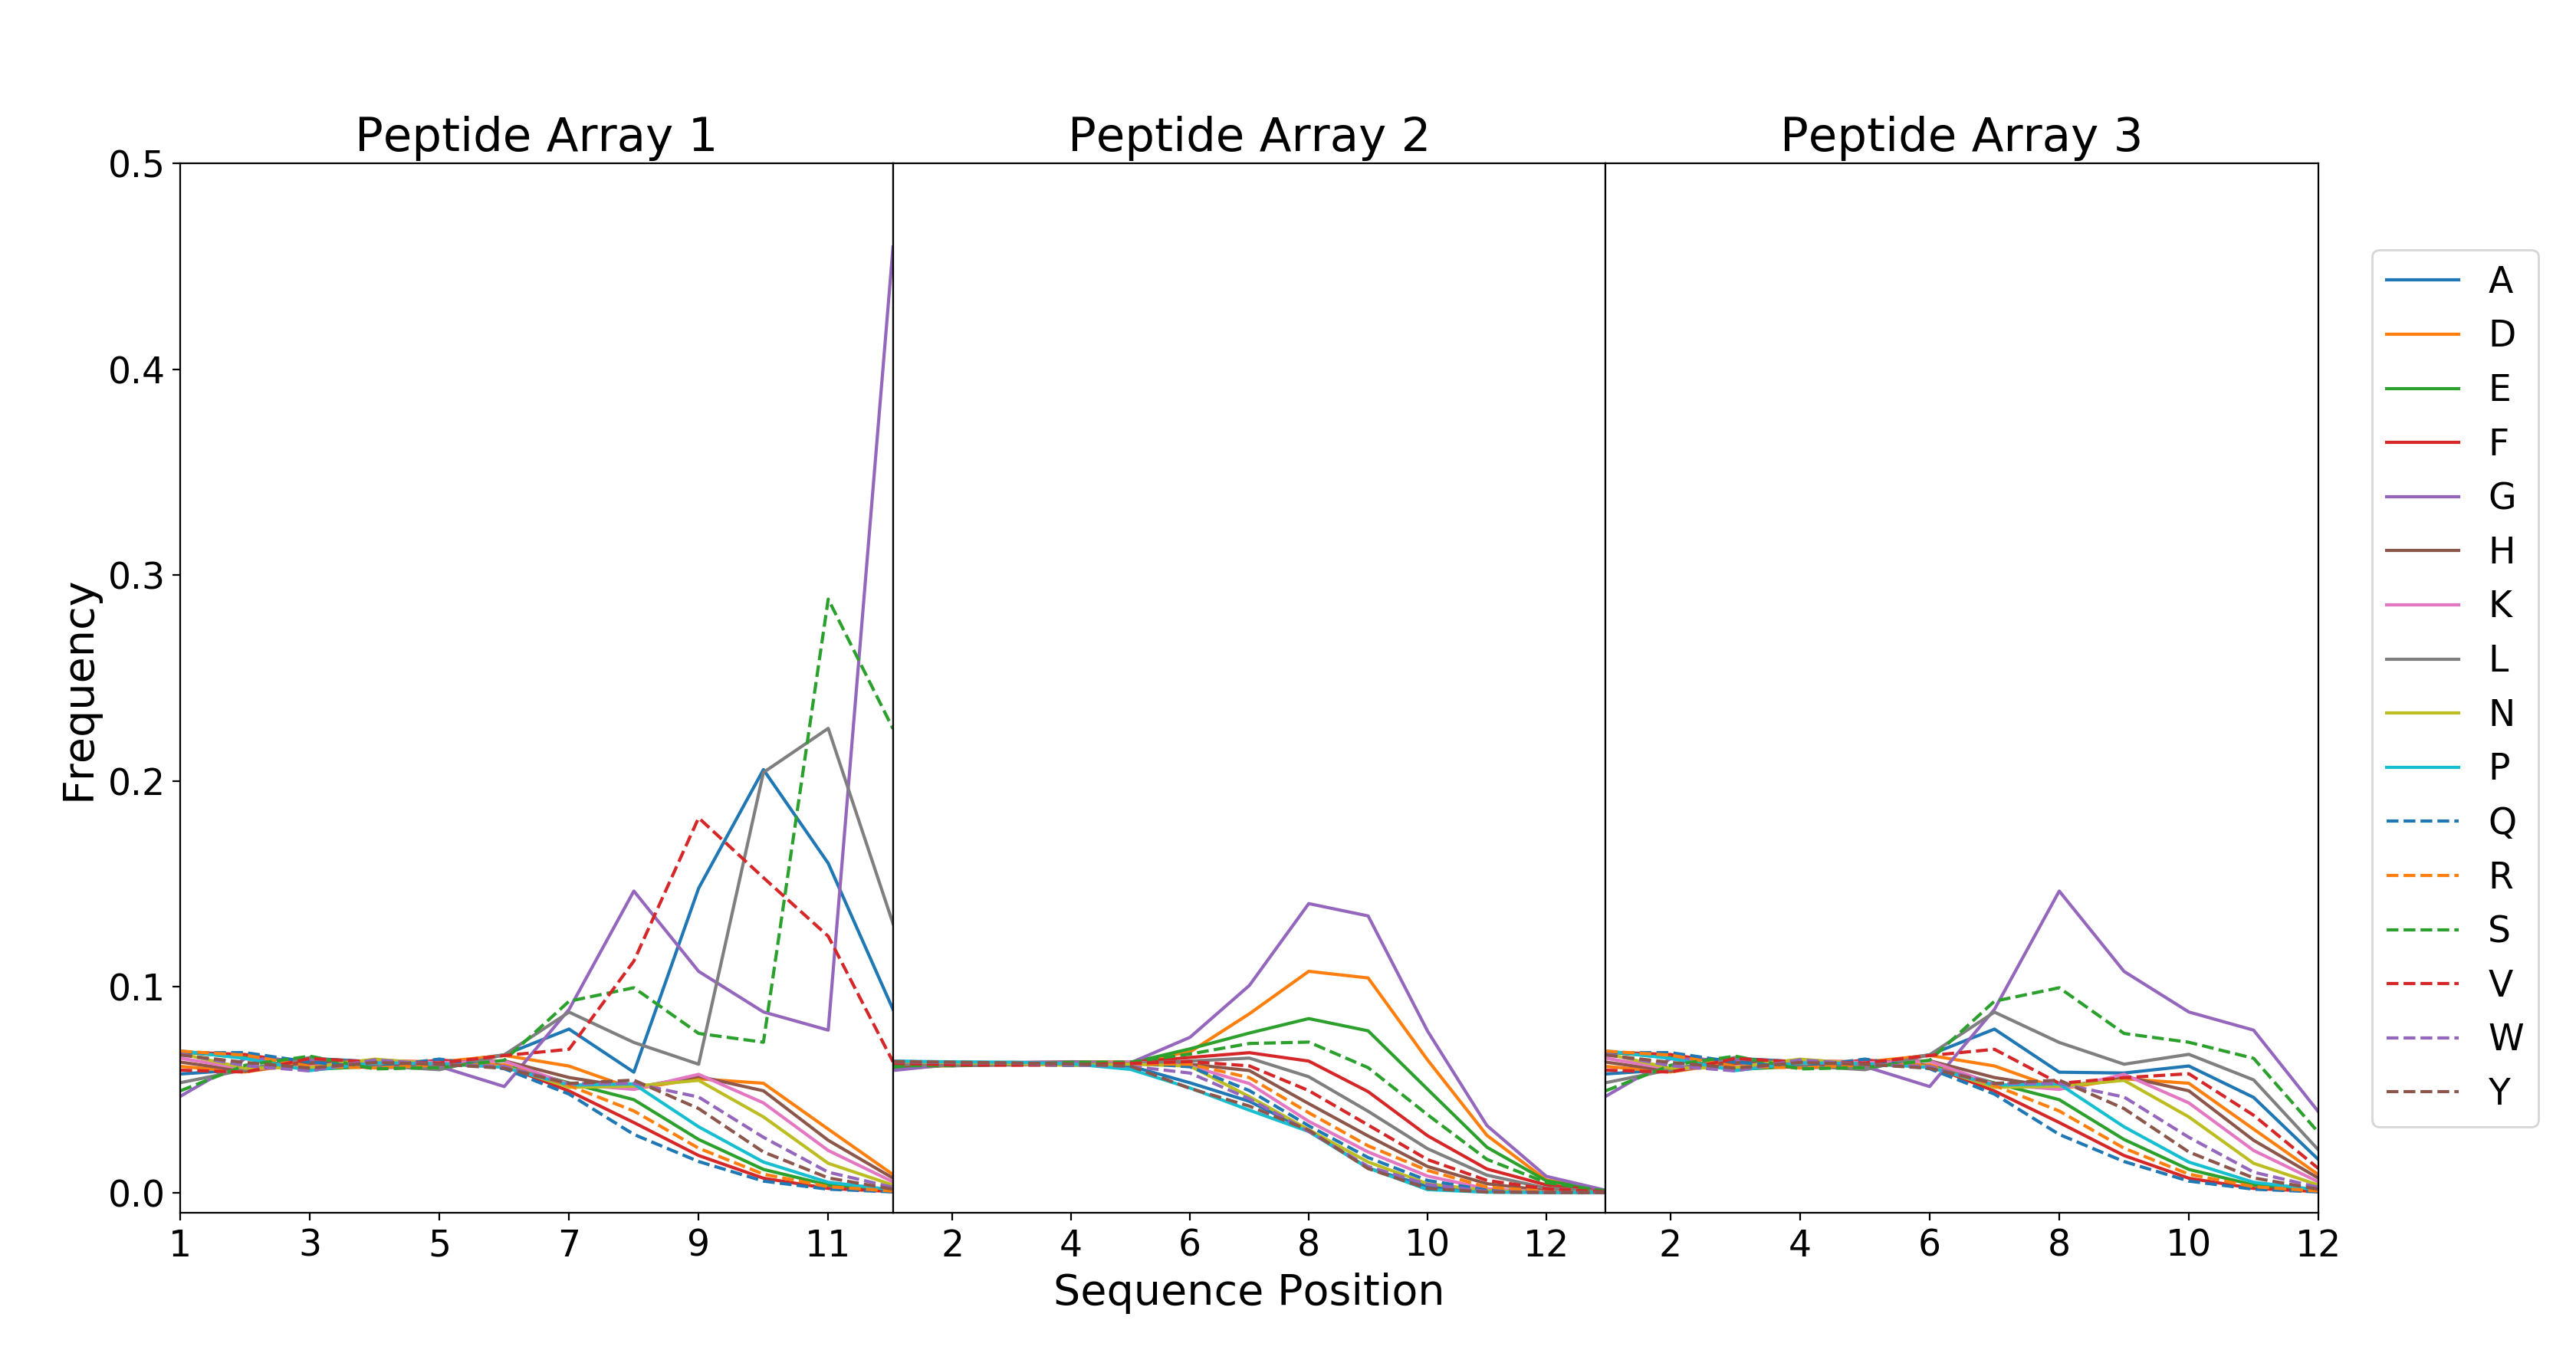 Peptide Array 1 Peptide Array 2 Peptide Array 3
0.5
0.4
0.3
0.2
0.1
0.0
Frequency
1 3 5 7 9 11 2 4 6 8 10 12 2 4 6 8 10 12
Sequence Position
A
D
E
F
G
H
K
L
N
P
Q
R
S
V
W
Y